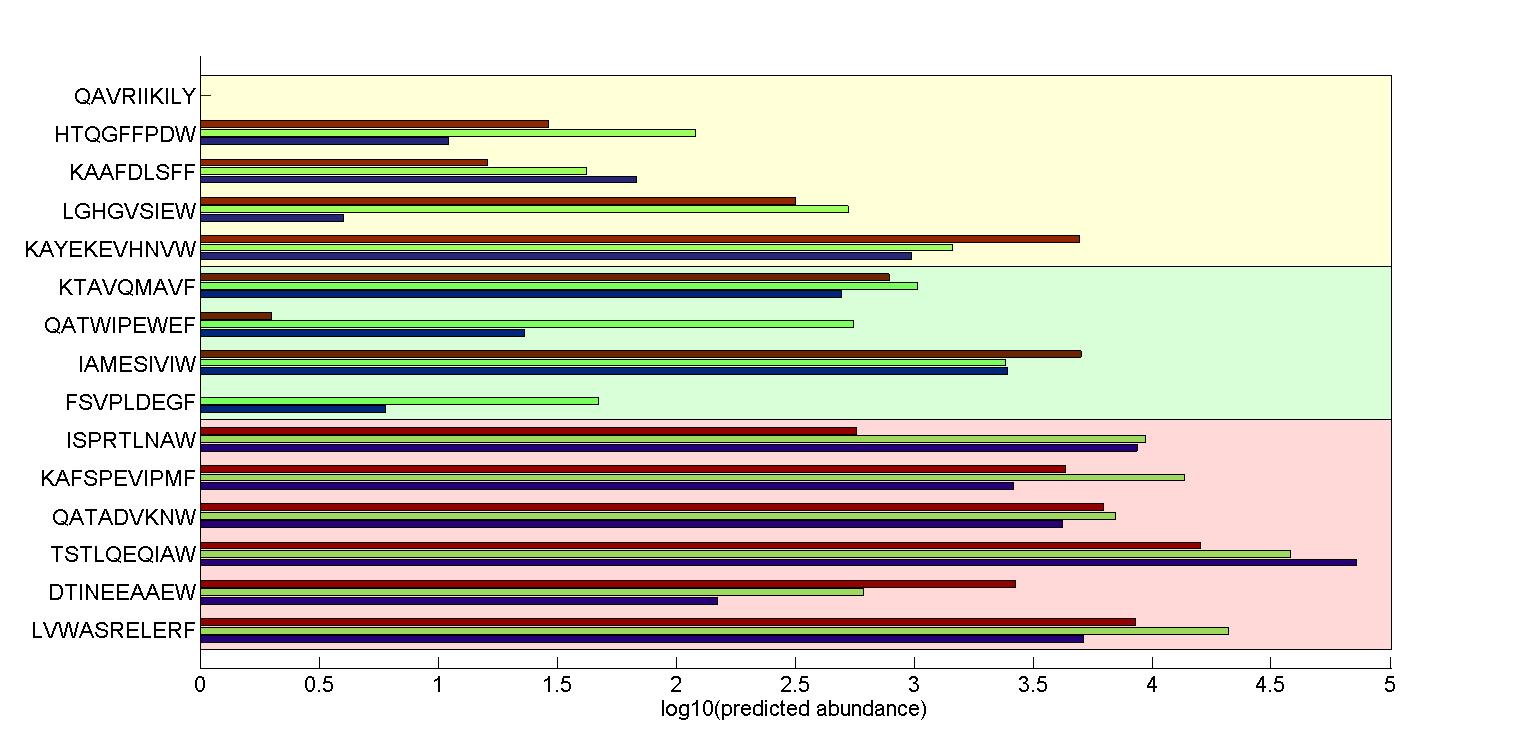 QAVRIIKILY
HTQGFFPDW
KAAFDLSFF
LGHGVSIEW
KAYEKEVHNVW
KTAVQMAVF
QATWIPEWEF
IAMESIVIW
FSVPLDEGF
ISPRTLNAW
KAFSPEVIPMF
QATADVKNW
TSTLQEQIAW
DTINEEAAEW
LVWASRELERF
0 0.5 1 1.5 2 2.5 3 3.5 4 4.5 5
log10(predicted abundance)